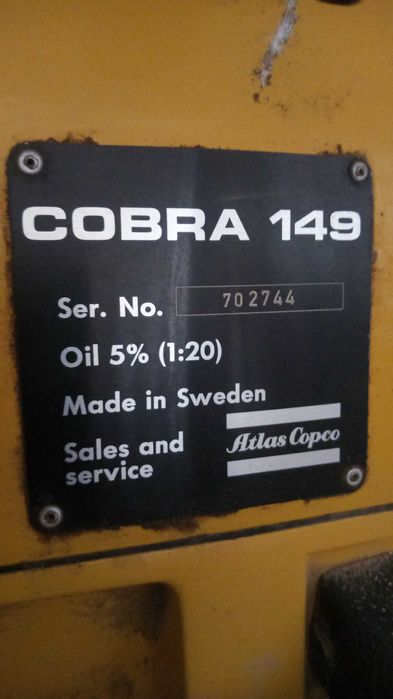 COBRA 149
Ser. No. 702744
Oil 5% (1:20)
Made in Sweden
Sales and
service
Atlas Copco